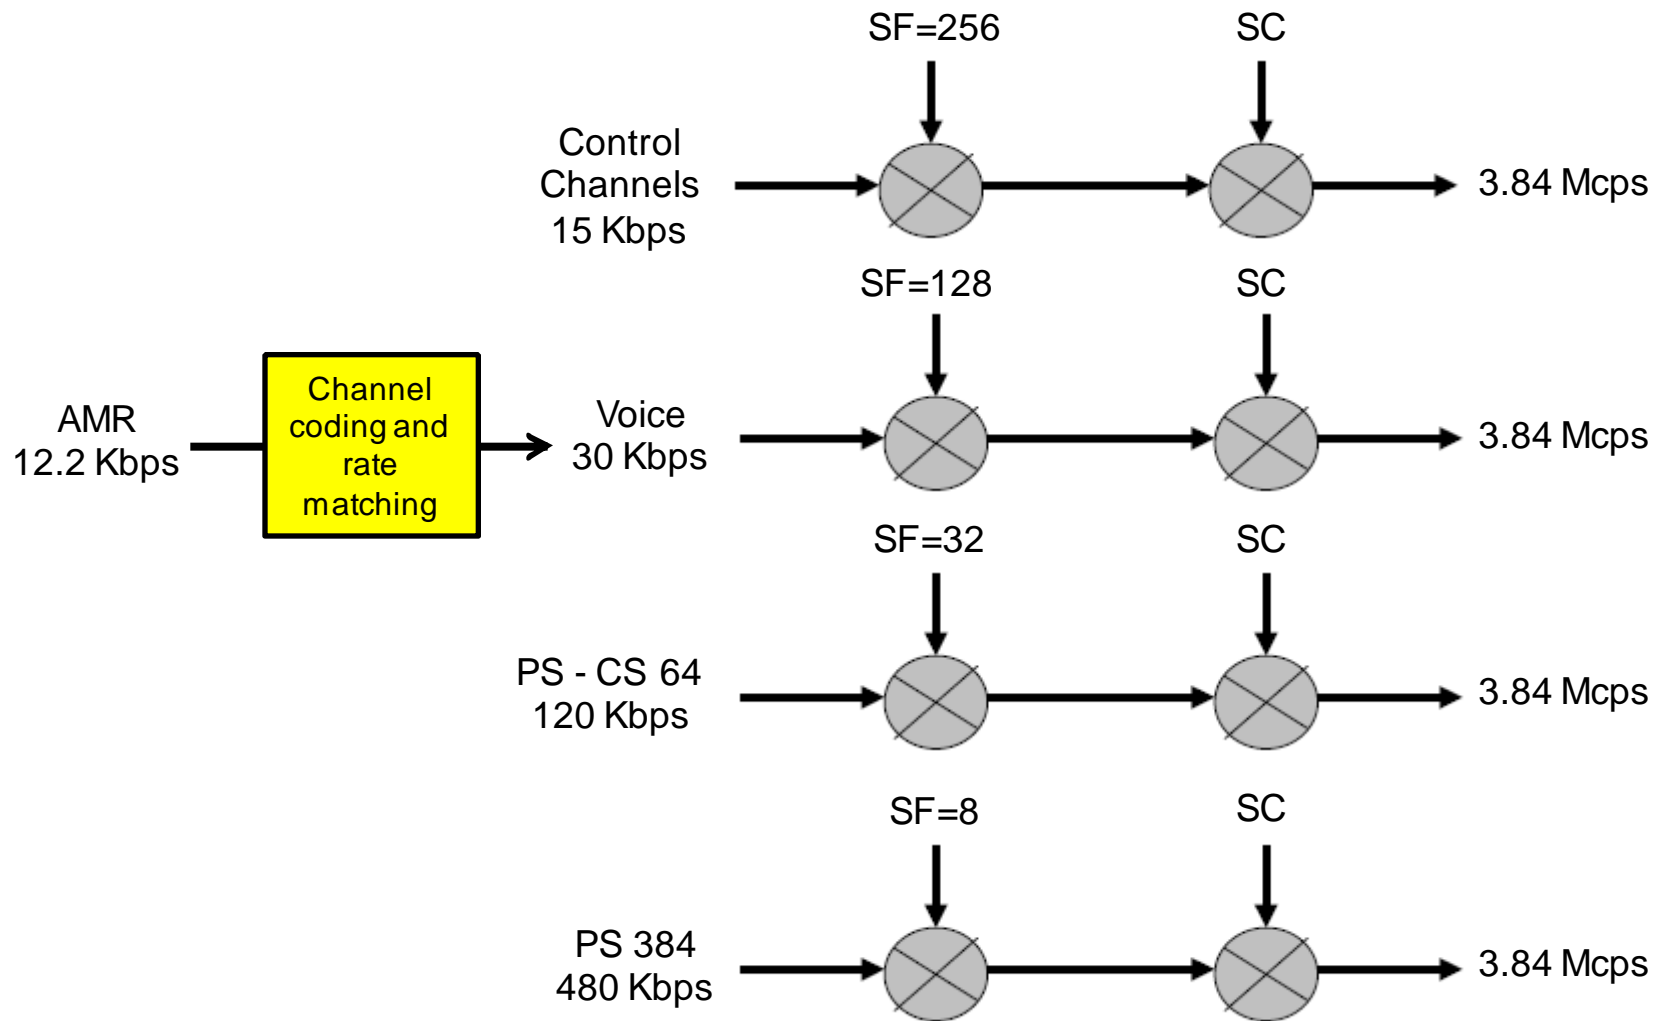 SF=256
SC
Control
Channels
15 Kbps
3.84 Mcps
SF=128
SC
AMR
12.2 Kbps
Channel
coding and
rate
matching
Voice
30 Kbps
3.84 Mcps
SF=32
SC
PS - CS 64
120 Kbps
3.84 Mcps
SF=8
SC
PS 384
480 Kbps
3.84 Mcps